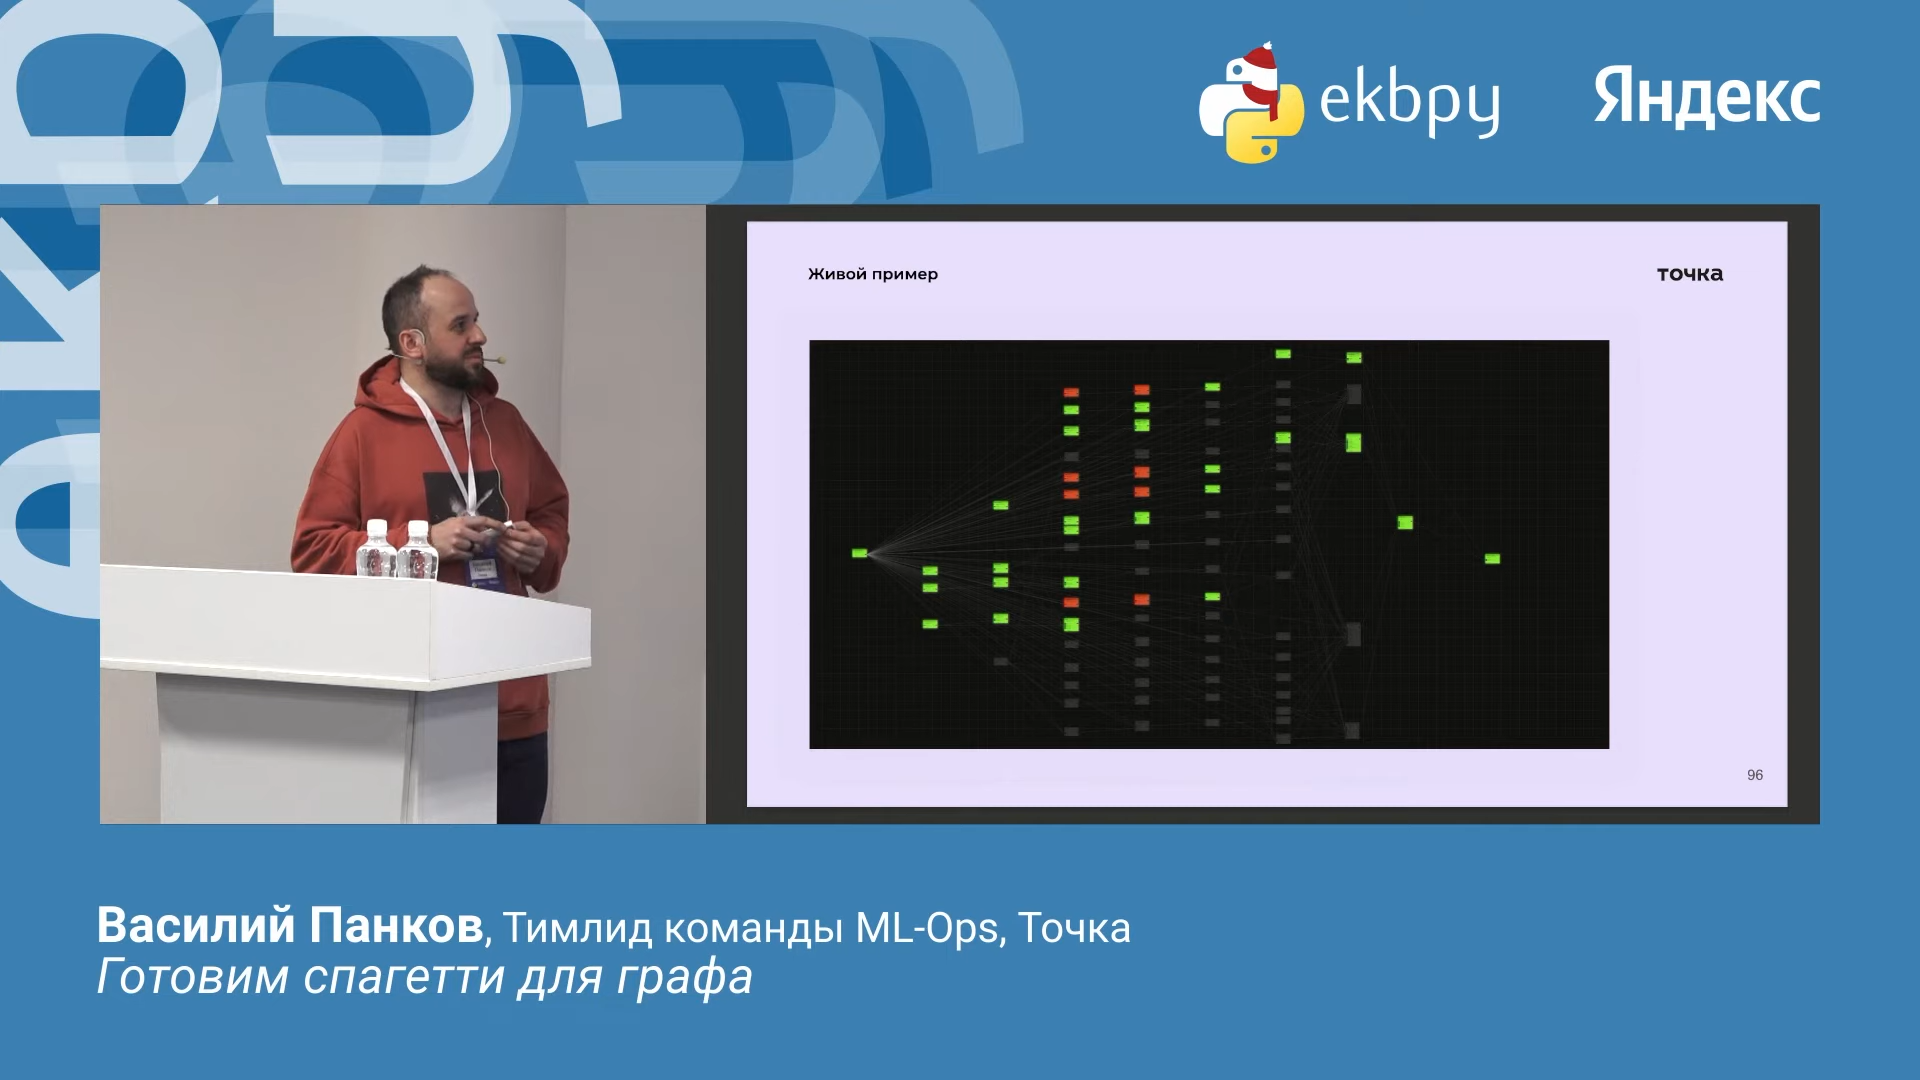 ekbpy
Яндекс
Живой пример
точка
96
Василий Панков, Тимлид команды ML-Ops, Точка
Готовим спагетти для графа